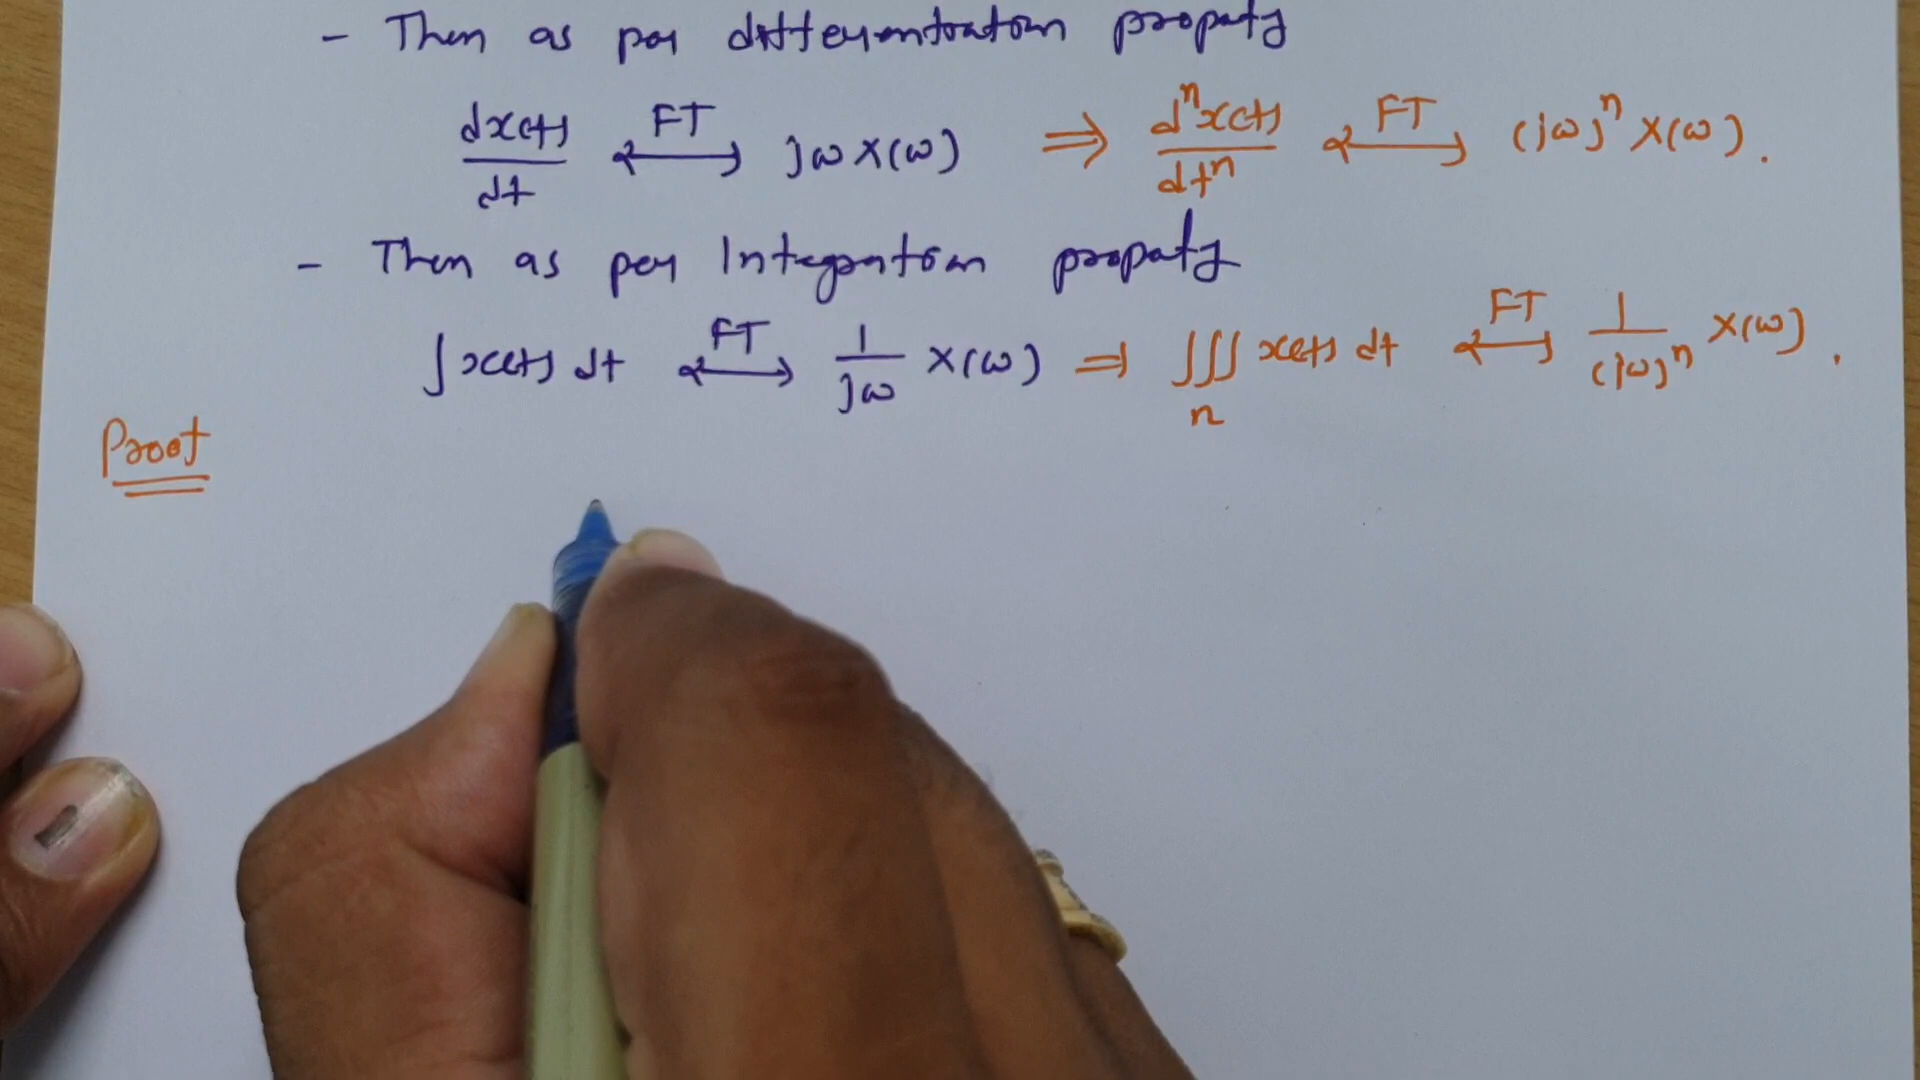 - Then as per differentiation property
dx(t)/dt ⟷FT jω X(ω) ⇒ dⁿx(t)/dtⁿ ⟷FT (jω)ⁿ X(ω).
- Then as per Integration property
∫x(t) dt ⟷FT 1/jω X(ω) ⇒ ∭n x(t) dt ⟷FT 1/(jω)ⁿ X(ω).
Proof